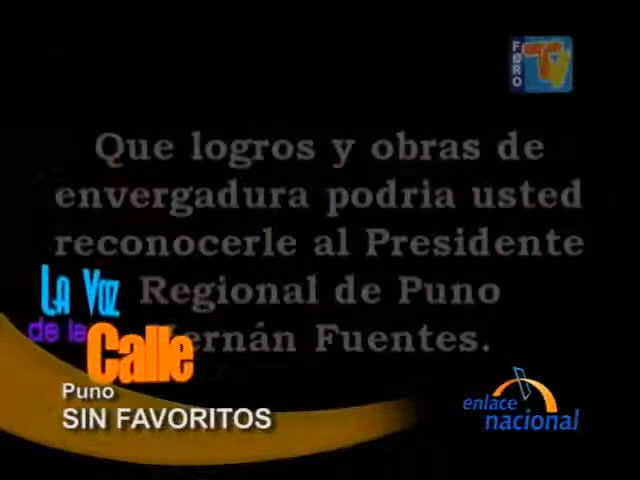 FORO
TV
Que logros y obras de
envergadura podria usted
reconocerle al Presidente
Regional de Puno
ernán Fuentes.
La Voz
de la
Calle
Puno
SIN FAVORITOS
enlace
nacional